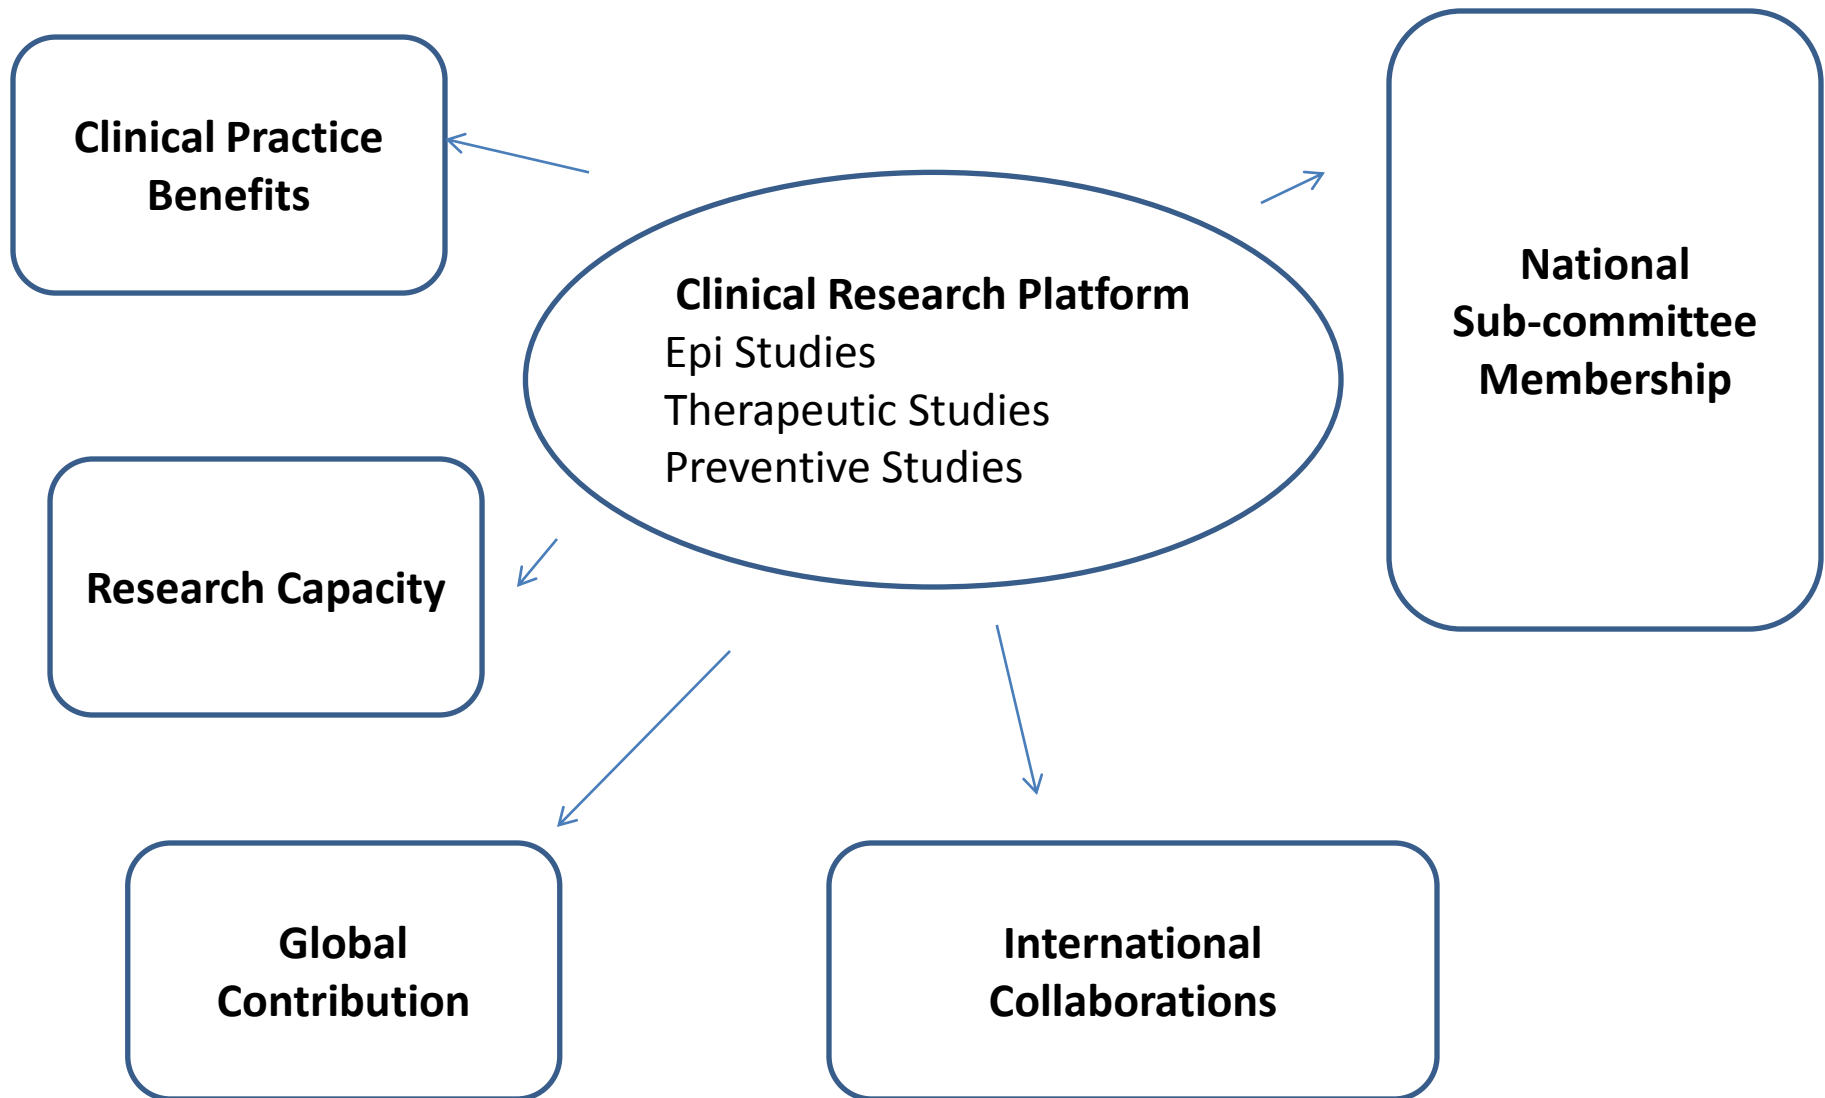 Clinical Practice
Benefits
Clinical Research Platform
Epi Studies
Therapeutic Studies
Preventive Studies
National
Sub-committee
Membership
Research Capacity
Global
Contribution
International
Collaborations